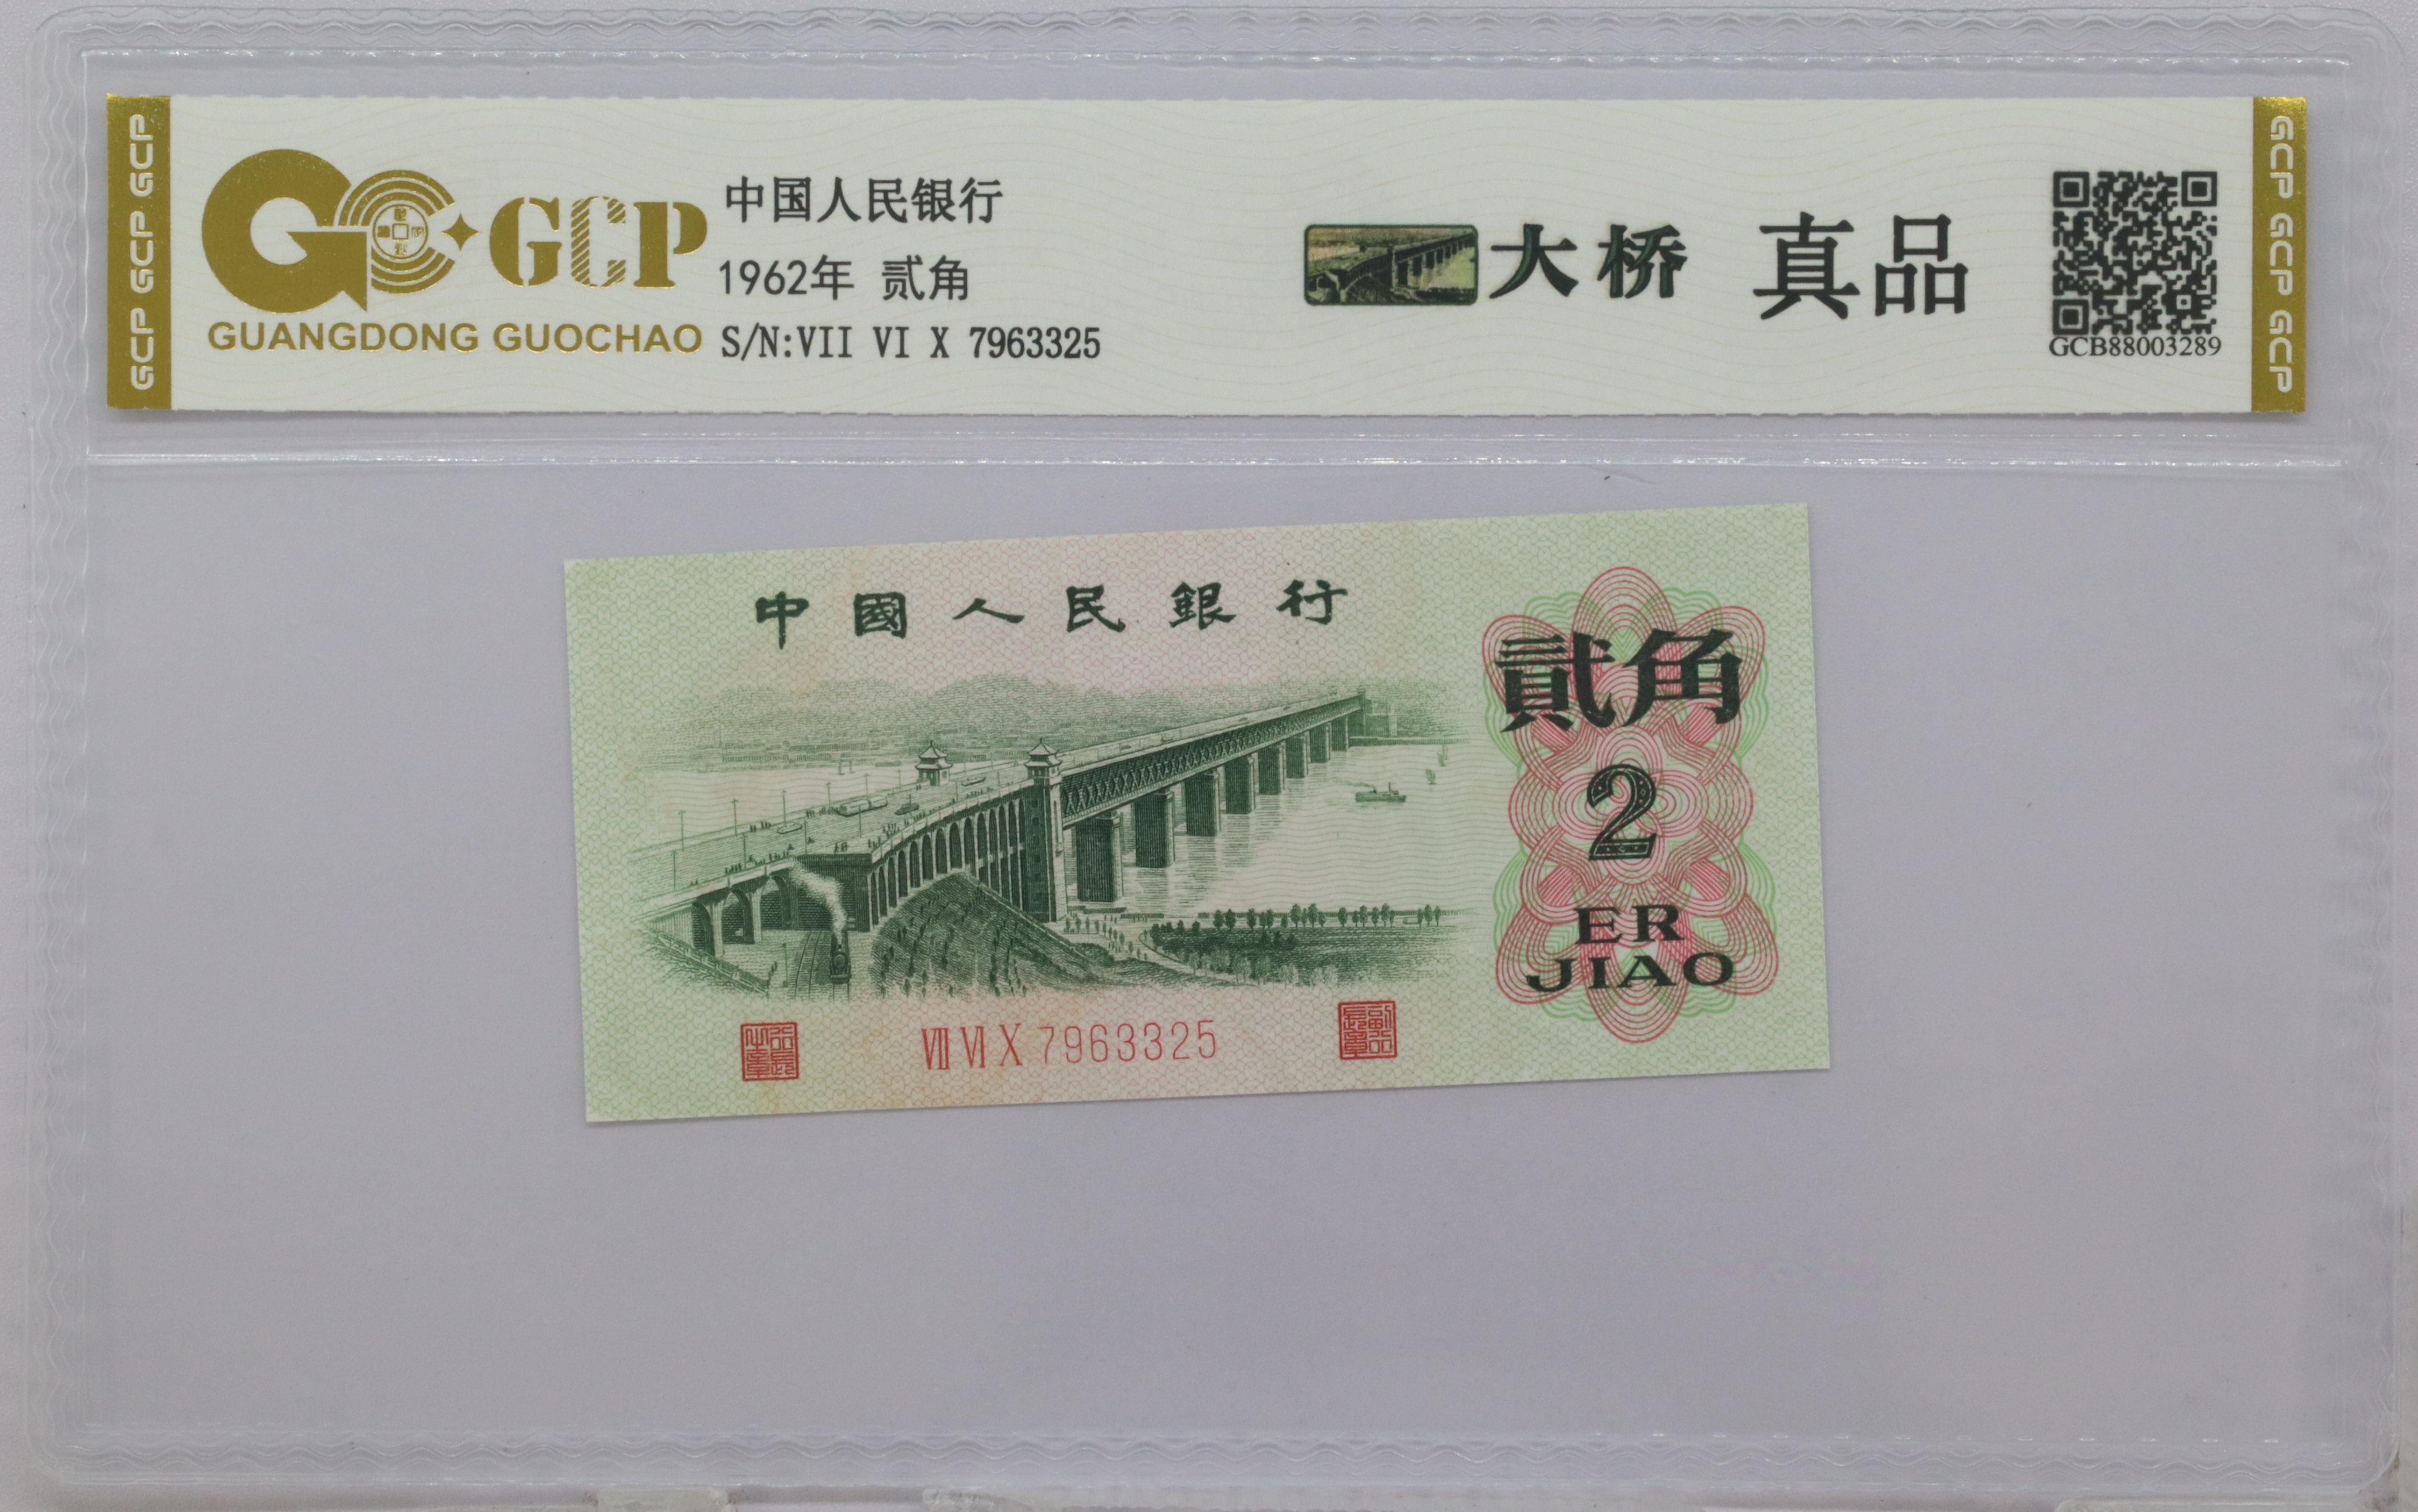 GCP GCP GCP
GCP
GUANGDONG GUOCHAO
中国人民银行
1962年 贰角
S/N:VII VI X 7963325
大桥
真品
GCB88003289
GCP GCP GCP
中國人民銀行
貳角
2
ER
JIAO
VII VI X 7963325